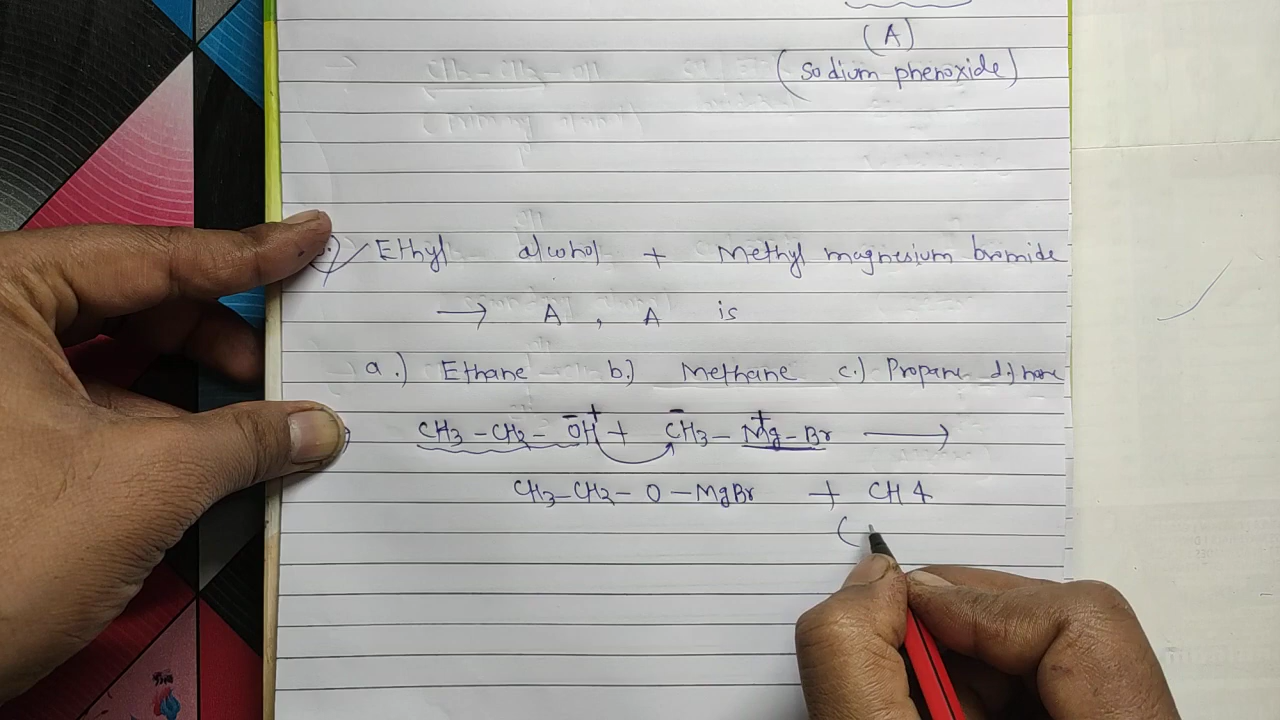 (A)
(sodium phenoxide)
Ethyl alcohol + Methyl magnesium bromide
→ A , A is
a.) Ethane b.) Methane c.) Propane d.) none
CH3 - CH2 - OH + CH3 - Mg - Br →
CH3 - CH2 - O - MgBr + CH4
(